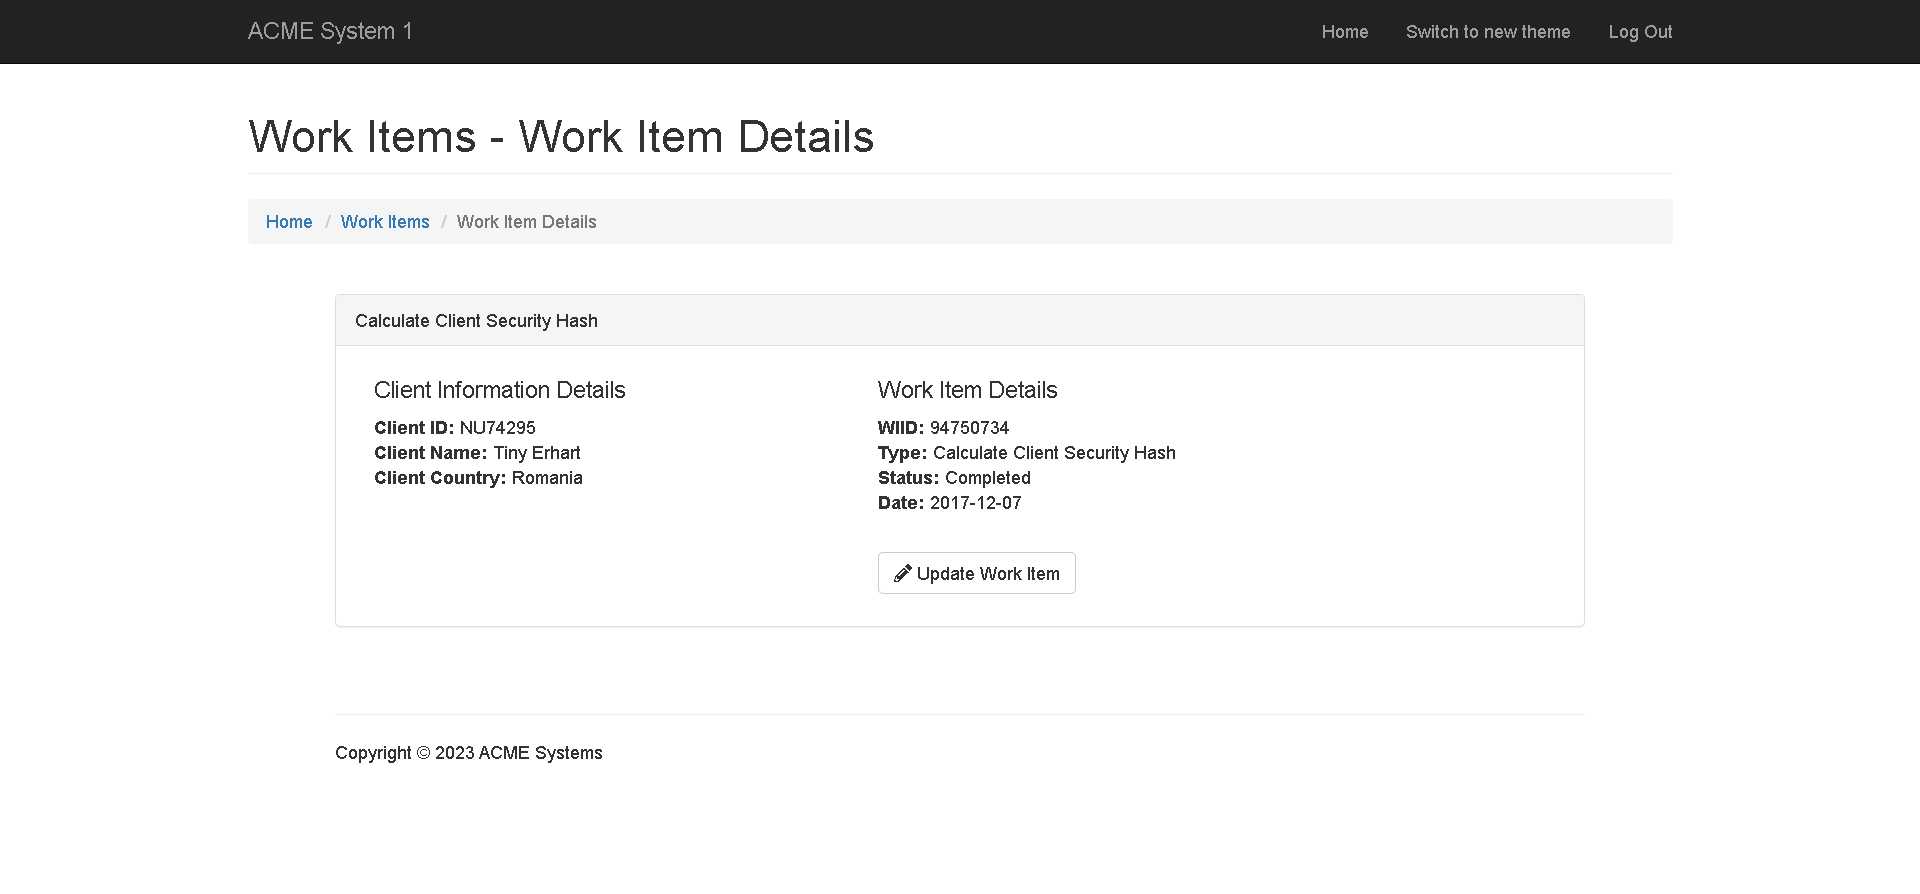 ACME System 1
Home
Switch to new theme
Log Out
Work Items - Work Item Details
Home / Work Items / Work Item Details
Calculate Client Security Hash
Client Information Details
Client ID: NU74295
Client Name: Tiny Erhart
Client Country: Romania
Work Item Details
WIID: 94750734
Type: Calculate Client Security Hash
Status: Completed
Date: 2017-12-07
Update Work Item
Copyright © 2023 ACME Systems